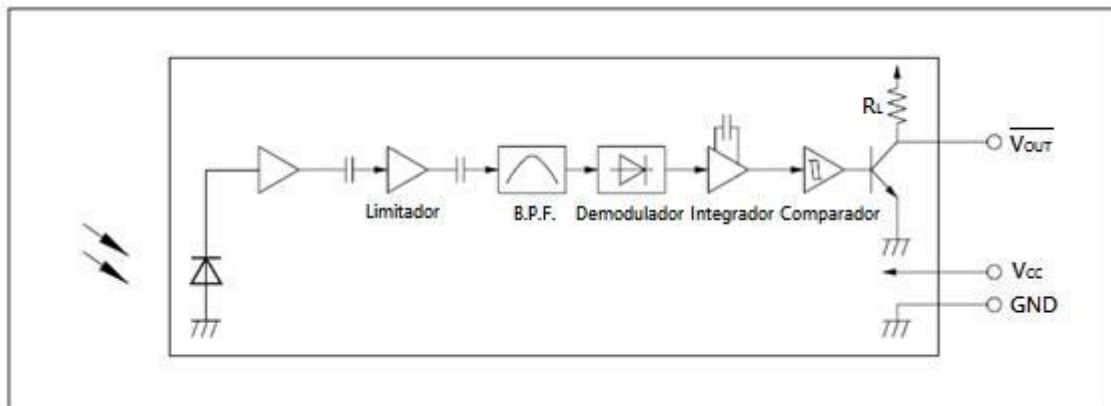 RL
VOUT
Limitador B.P.F. Demodulador Integrador Comparador
Vcc
GND